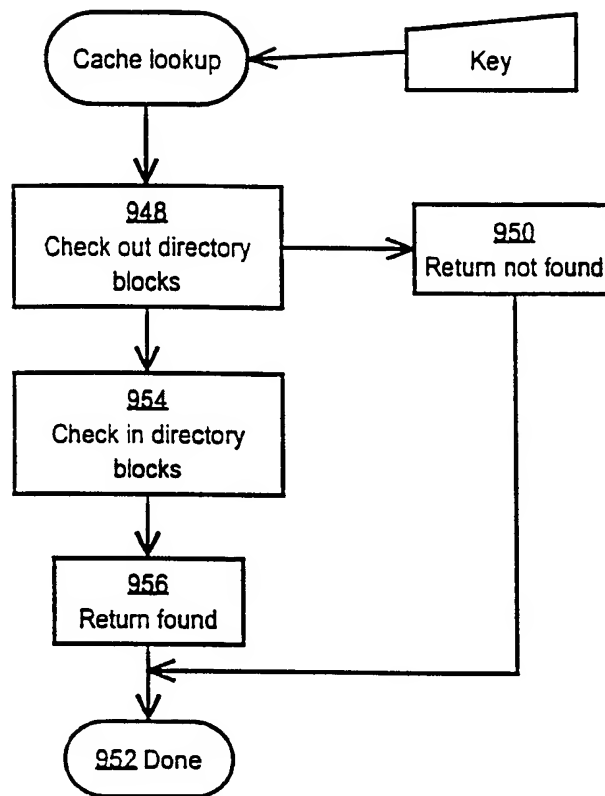 Cache lookup
Key
948
Check out directory
blocks
950
Return not found
954
Check in directory
blocks
956
Return found
952 Done